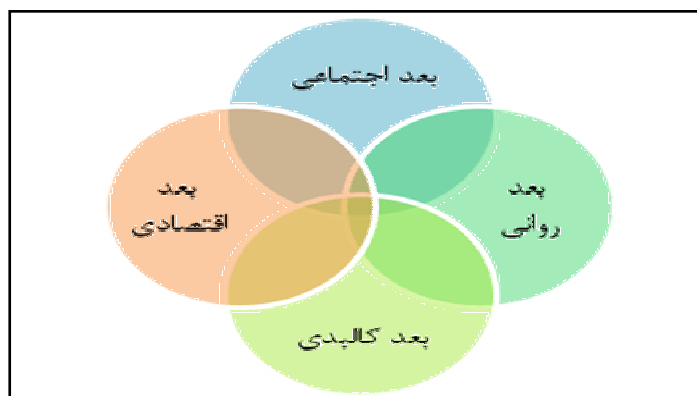 بعد اجتماعی
بعد
روانی
بعد
اقتصادی
بعد کالبدی